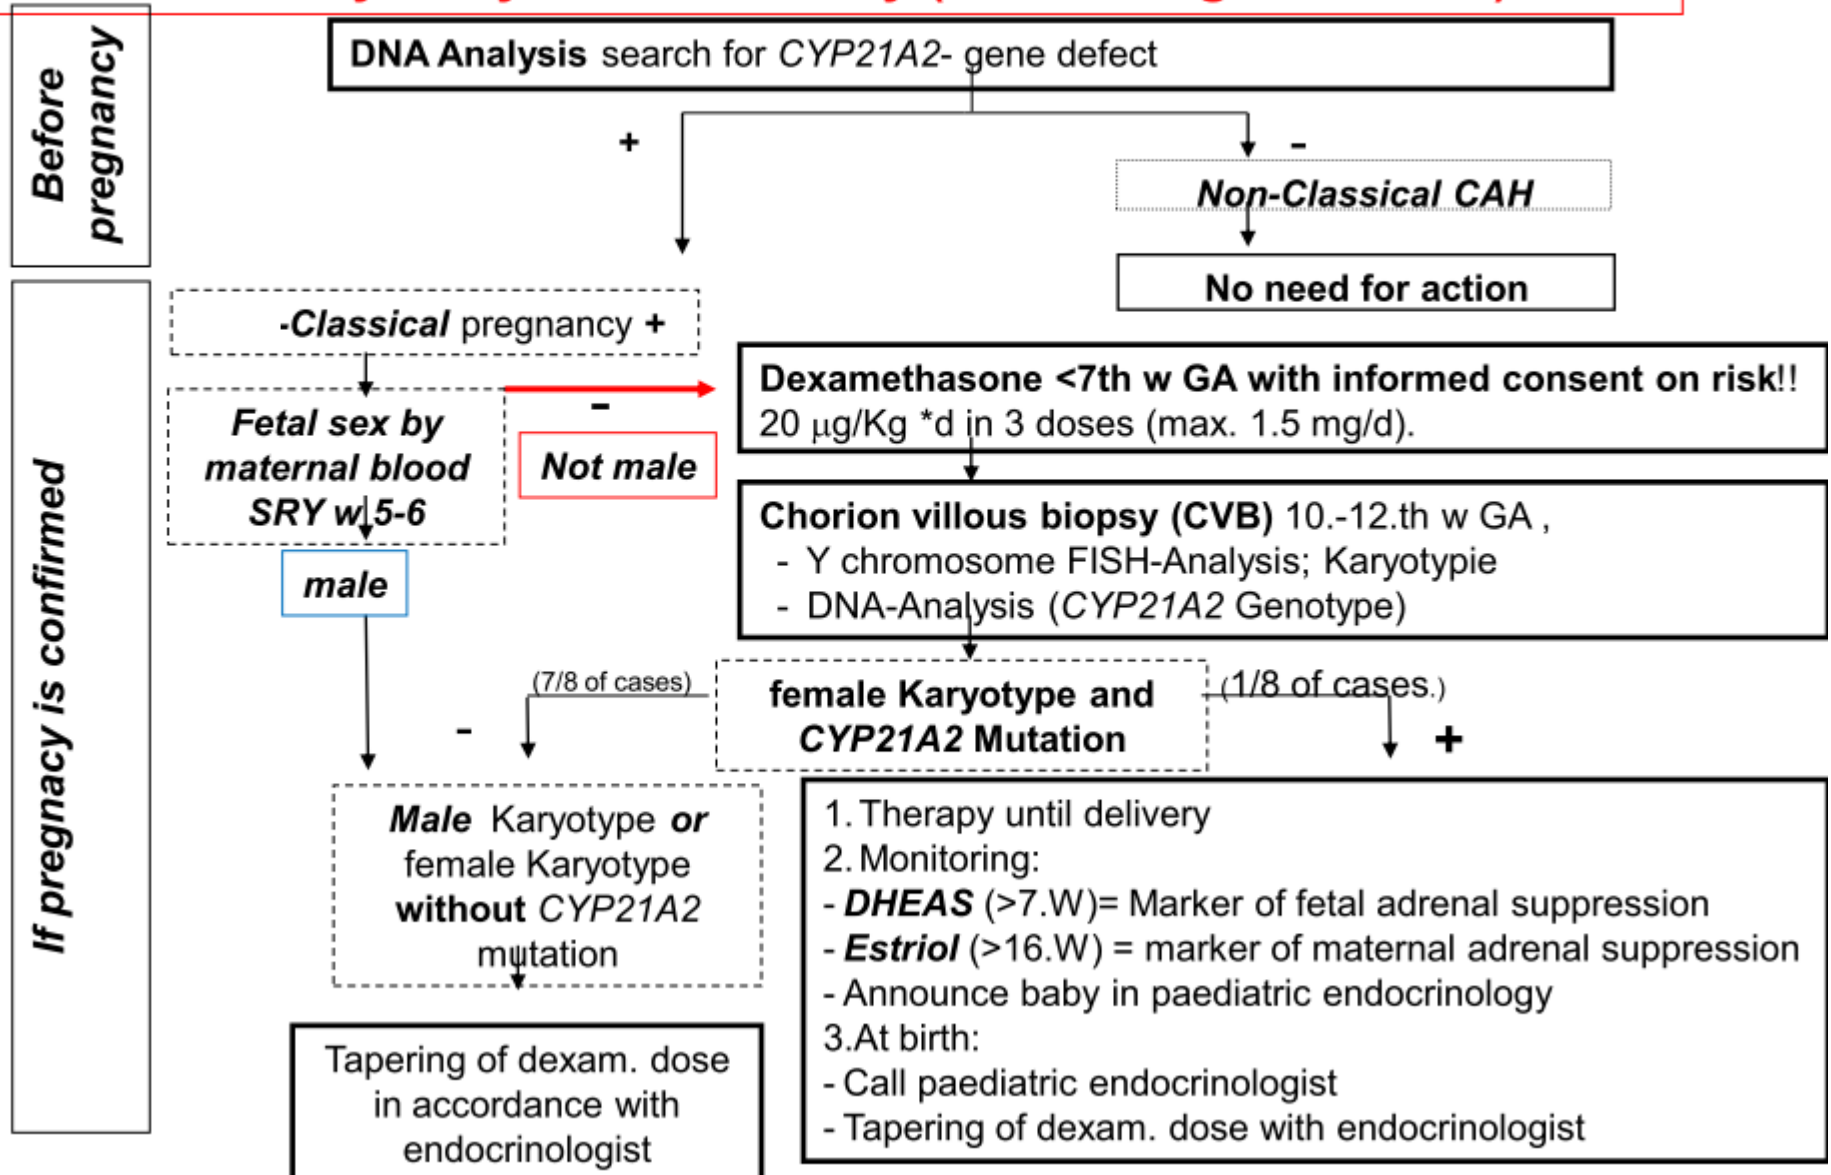 Before
pregnancy
DNA Analysis search for CYP21A2- gene defect
+
-
Non-Classical CAH
No need for action
If pregnancy is confirmed
-Classical pregnancy +
Fetal sex by
maternal blood
SRY w 5-6
-
Not male
male
Dexamethasone <7th w GA with informed consent on risk!!
20 µg/Kg *d in 3 doses (max. 1.5 mg/d).
Chorion villous biopsy (CVB) 10.-12.th w GA ,
- Y chromosome FISH-Analysis; Karyotypie
- DNA-Analysis (CYP21A2 Genotype)
(7/8 of cases)
female Karyotype and
CYP21A2 Mutation
(1/8 of cases.)
-
+
Male Karyotype or
female Karyotype
without CYP21A2
mutation
Tapering of dexam. dose
in accordance with
endocrinologist
1. Therapy until delivery
2. Monitoring:
- DHEAS (>7.W)= Marker of fetal adrenal suppression
- Estriol (>16.W) = marker of maternal adrenal suppression
- Announce baby in paediatric endocrinology
3.At birth:
- Call paediatric endocrinologist
- Tapering of dexam. dose with endocrinologist